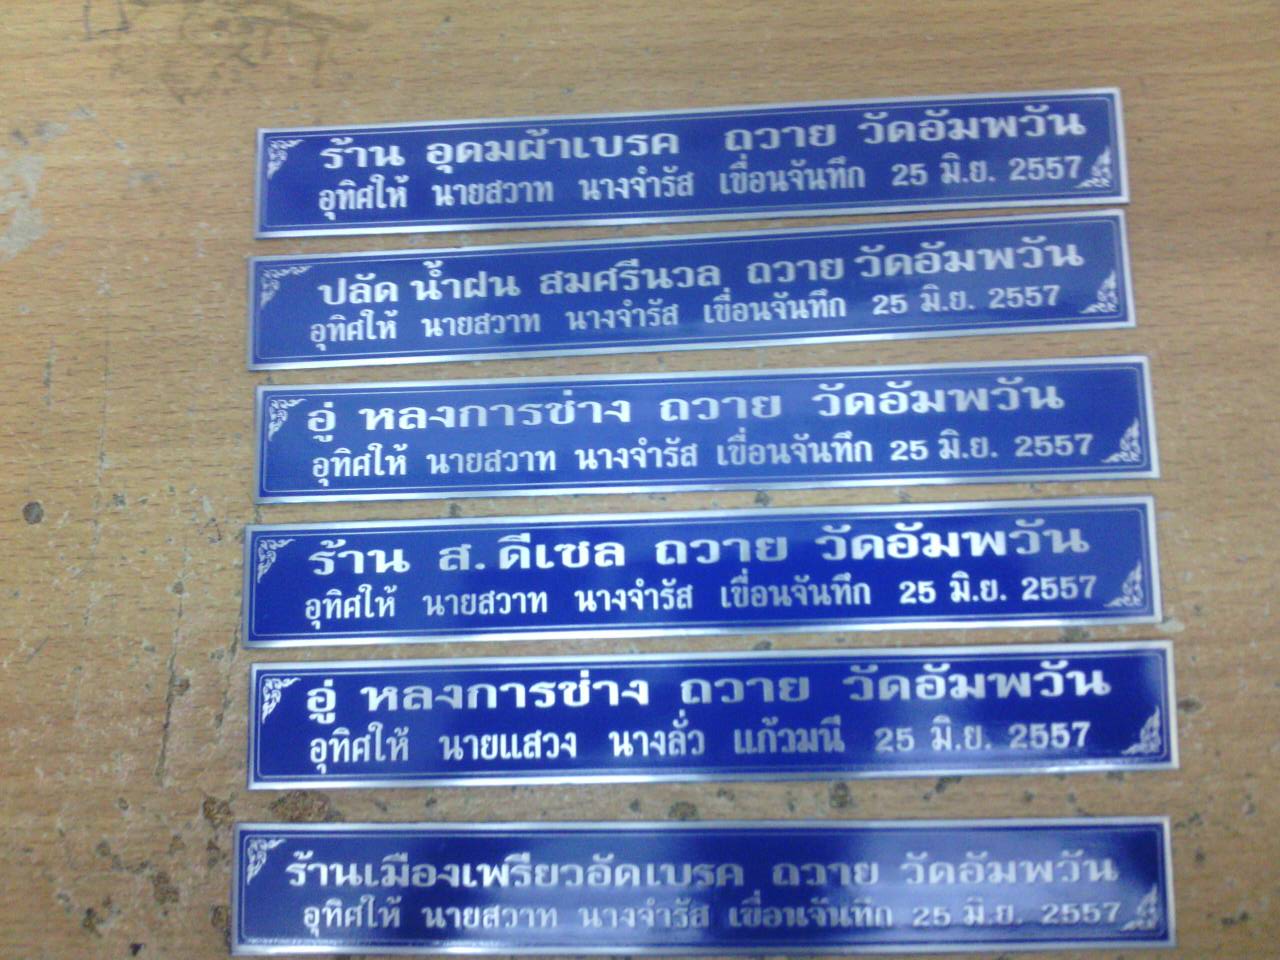 ร้าน อุดมผ้าเบรค ถวาย วัดอัมพวัน
อุทิศให้ นายสวาท นางจำรัส เขื่อนจันทึก 25 มิ.ย. 2557
ปลัด น้ำฝน สมศรีนวล ถวาย วัดอัมพวัน
อุทิศให้ นายสวาท นางจำรัส เขื่อนจันทึก 25 มิ.ย. 2557
อู่ หลงการช่าง ถวาย วัดอัมพวัน
อุทิศให้ นายสวาท นางจำรัส เขื่อนจันทึก 25 มิ.ย. 2557
ร้าน ส.ดีเซล ถวาย วัดอัมพวัน
อุทิศให้ นายสวาท นางจำรัส เขื่อนจันทึก 25 มิ.ย. 2557
อู่ หลงการช่าง ถวาย วัดอัมพวัน
อุทิศให้ นายแสวง นางลั่ว แก้วมนี 25 มิ.ย. 2557
ร้านเมืองเพรียวอัดเบรค ถวาย วัดอัมพวัน
อุทิศให้ นายสวาท นางจำรัส เขื่อนจันทึก 25 มิ.ย. 2557